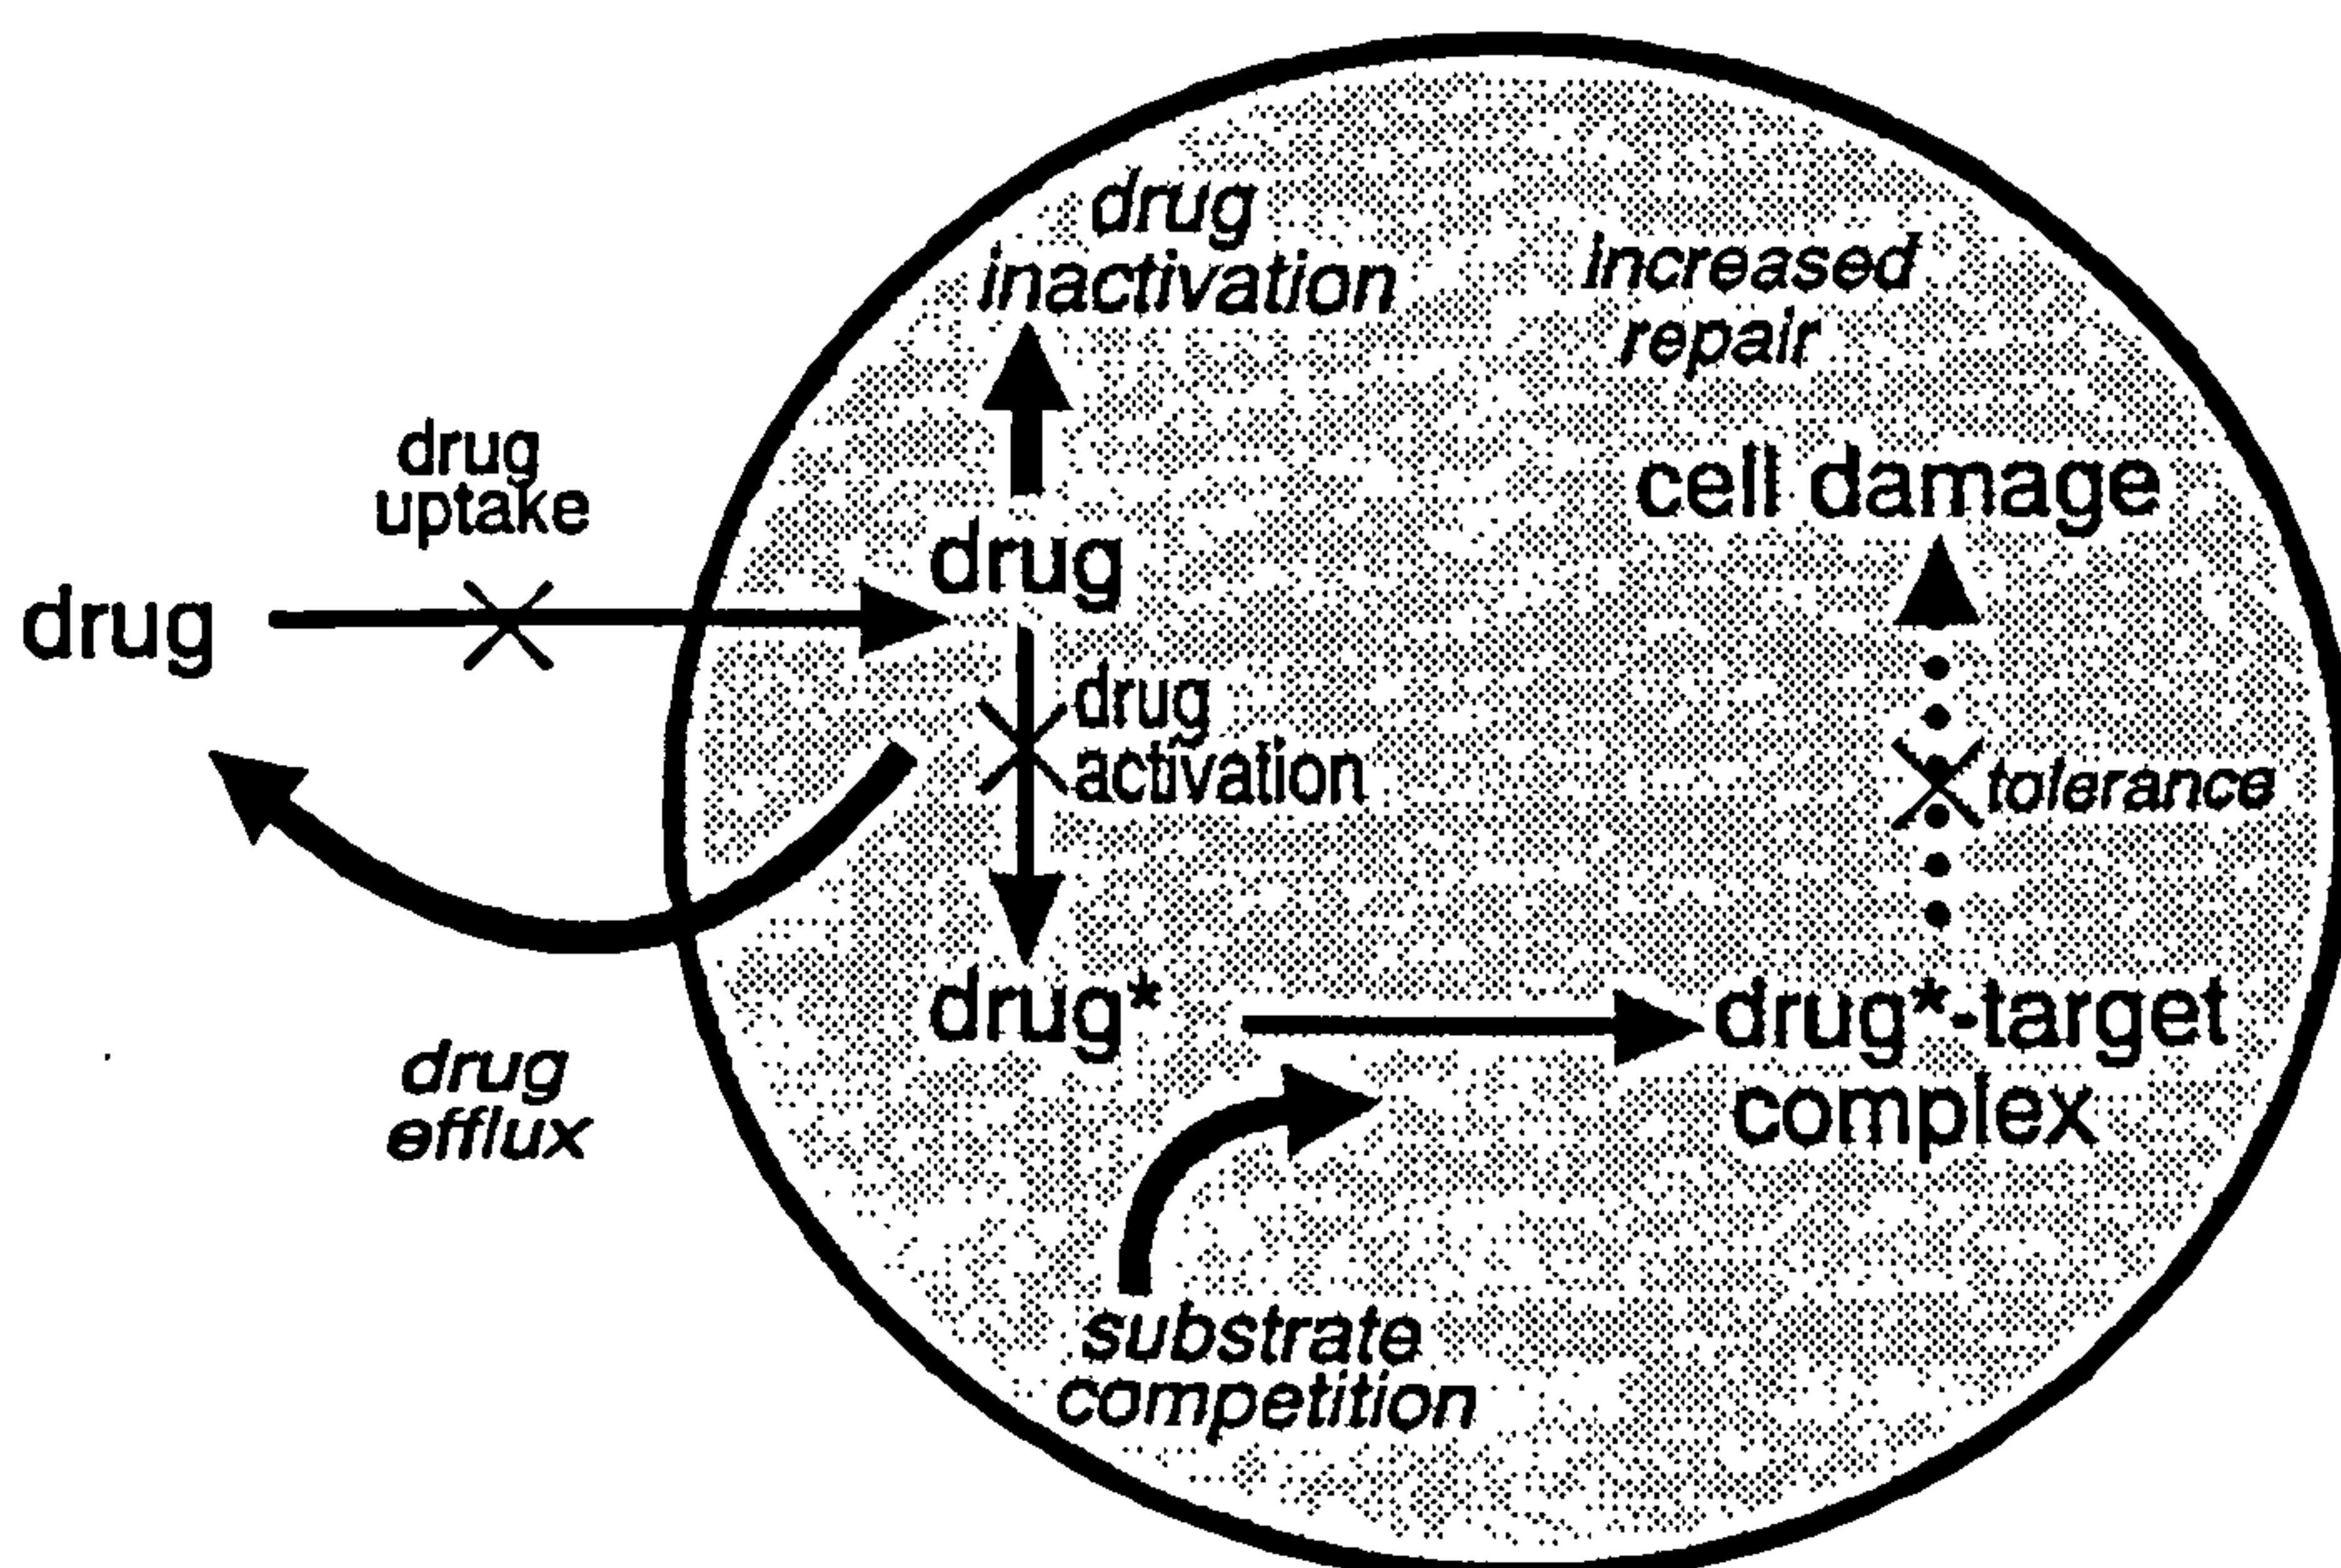 drug
inactivation
increased
repair
drug
uptake
cell damage
drug
drug
drug
activation
tolerance
drug*
drug*-target
complex
drug
efflux
substrate
competition